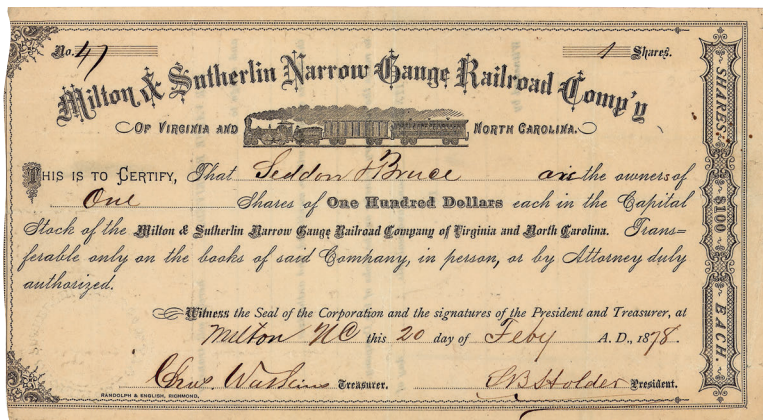 No. 47 1 Shares.
Milton & Sutherlin Narrow Gauge Railroad Comp'y
OF VIRGINIA AND NORTH CAROLINA.
THIS IS TO CERTIFY, That Seddon & Bruce are the owners of
One Shares of One Hundred Dollars each in the Capital
Stock of the Milton & Sutherlin Narrow Gauge Railroad Company of Virginia and North Carolina. Trans=
ferable only on the books of said Company, in person, or by Attorney duly
authorized.
Witness the Seal of the Corporation and the signatures of the President and Treasurer, at
Milton NC this 20 day of Feby A. D., 1878.
Chas. Watkins Treasurer. Holder President.
RANDOLPH & ENGLISH, RICHMOND.
SHARES $100 EACH.